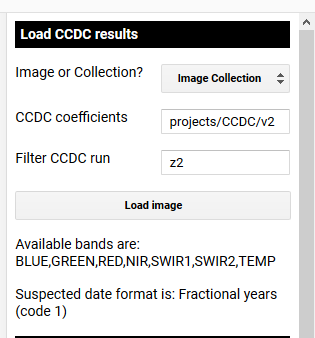 Load CCDC results
Image or Collection? Image Collection
CCDC coefficients projects/CCDC/v2
Filter CCDC run z2
Load image
Available bands are:
BLUE,GREEN,RED,NIR,SWIR1,SWIR2,TEMP
Suspected date format is: Fractional years
(code 1)